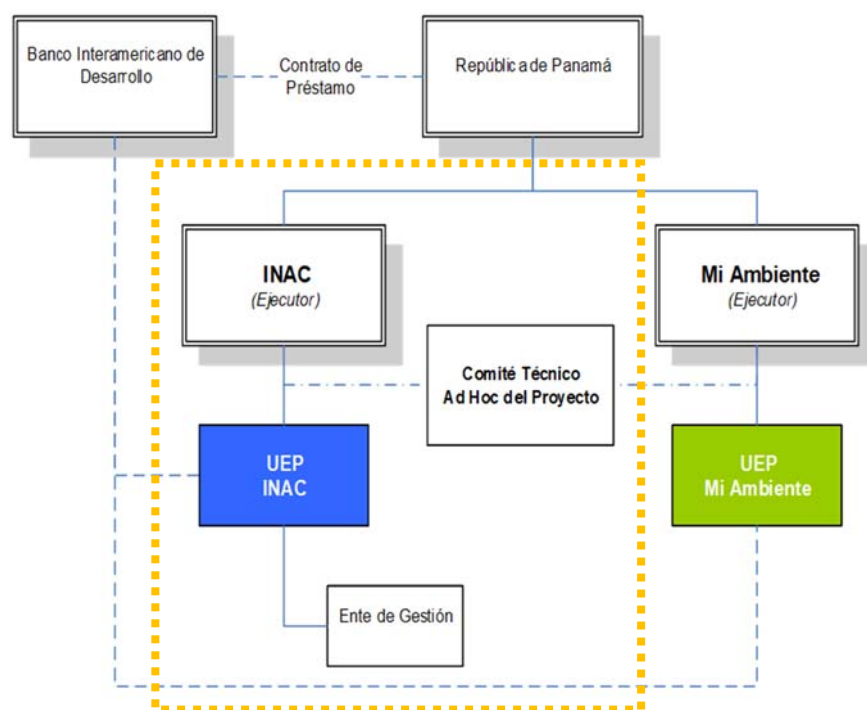 Banco Interamericano de
Desarrollo
Contrato de
Préstamo
República de Panamá
INAC
(Ejecutor)
Mi Ambiente
(Ejecutor)
Comité Técnico
Ad Hoc del Proyecto
UEP
INAC
UEP
Mi Ambiente
Ente de Gestión